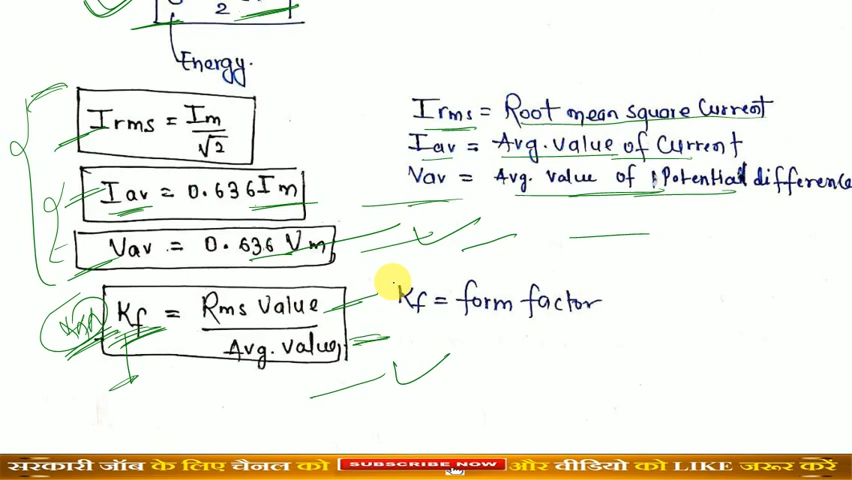 2
Energy.
Irms = Im/√2
Iav = 0.636 Im
Vav = 0.636 Vm
Kf = Rms Value / Avg. Value
Irms = Root mean square Current
Iav = Avg. value of Current
Vav = Avg. value of Potential difference
Kf = form factor
सरकारी जॉब के लिए चैनल को SUBSCRIBE NOW और वीडियो को LIKE जरूर करें